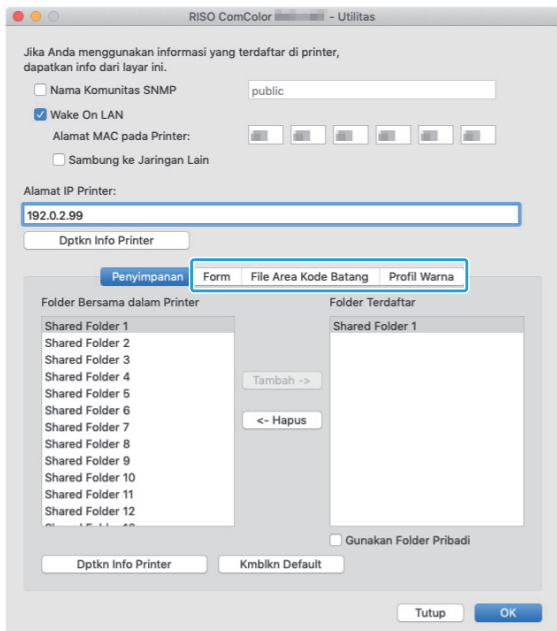 RISO ComColor - Utilitas
Jika Anda menggunakan informasi yang terdaftar di printer,
dapatkan info dari layar ini.
Nama Komunitas SNMP public
Wake On LAN
Alamat MAC pada Printer:
Sambung ke Jaringan Lain
Alamat IP Printer:
192.0.2.99
Dptkn Info Printer
Penyimpanan Form File Area Kode Batang Profil Warna
Folder Bersama dalam Printer Folder Terdaftar
Shared Folder 1 Shared Folder 1
Shared Folder 2
Shared Folder 3
Shared Folder 4 Tambah ->
Shared Folder 5
Shared Folder 6
Shared Folder 7 <- Hapus
Shared Folder 8
Shared Folder 9
Shared Folder 10
Shared Folder 11
Shared Folder 12
Gunakan Folder Pribadi
Dptkn Info Printer Kmblkn Default
Tutup OK